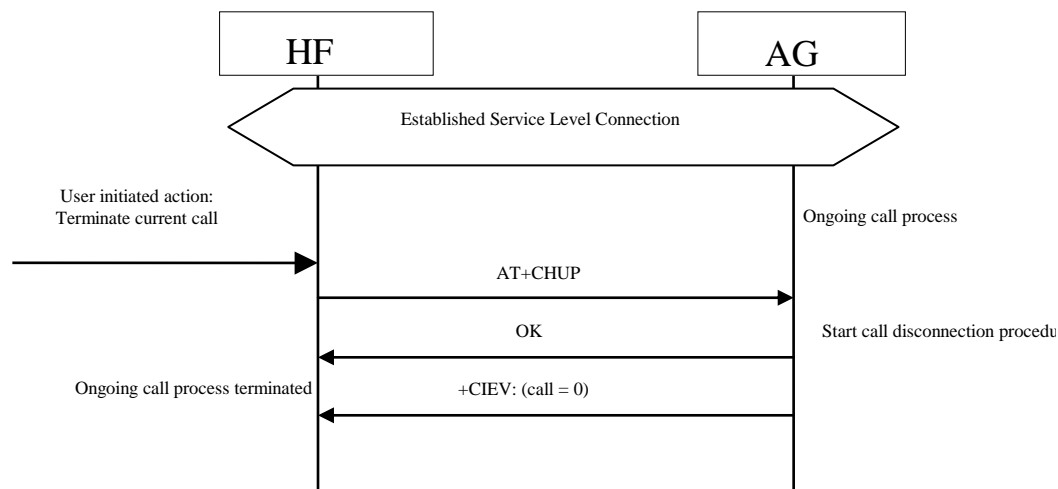 HF
AG
Established Service Level Connection
User initiated action:
Terminate current call
Ongoing call process
AT+CHUP
OK
Start call disconnection procedu
Ongoing call process terminated
+CIEV: (call = 0)